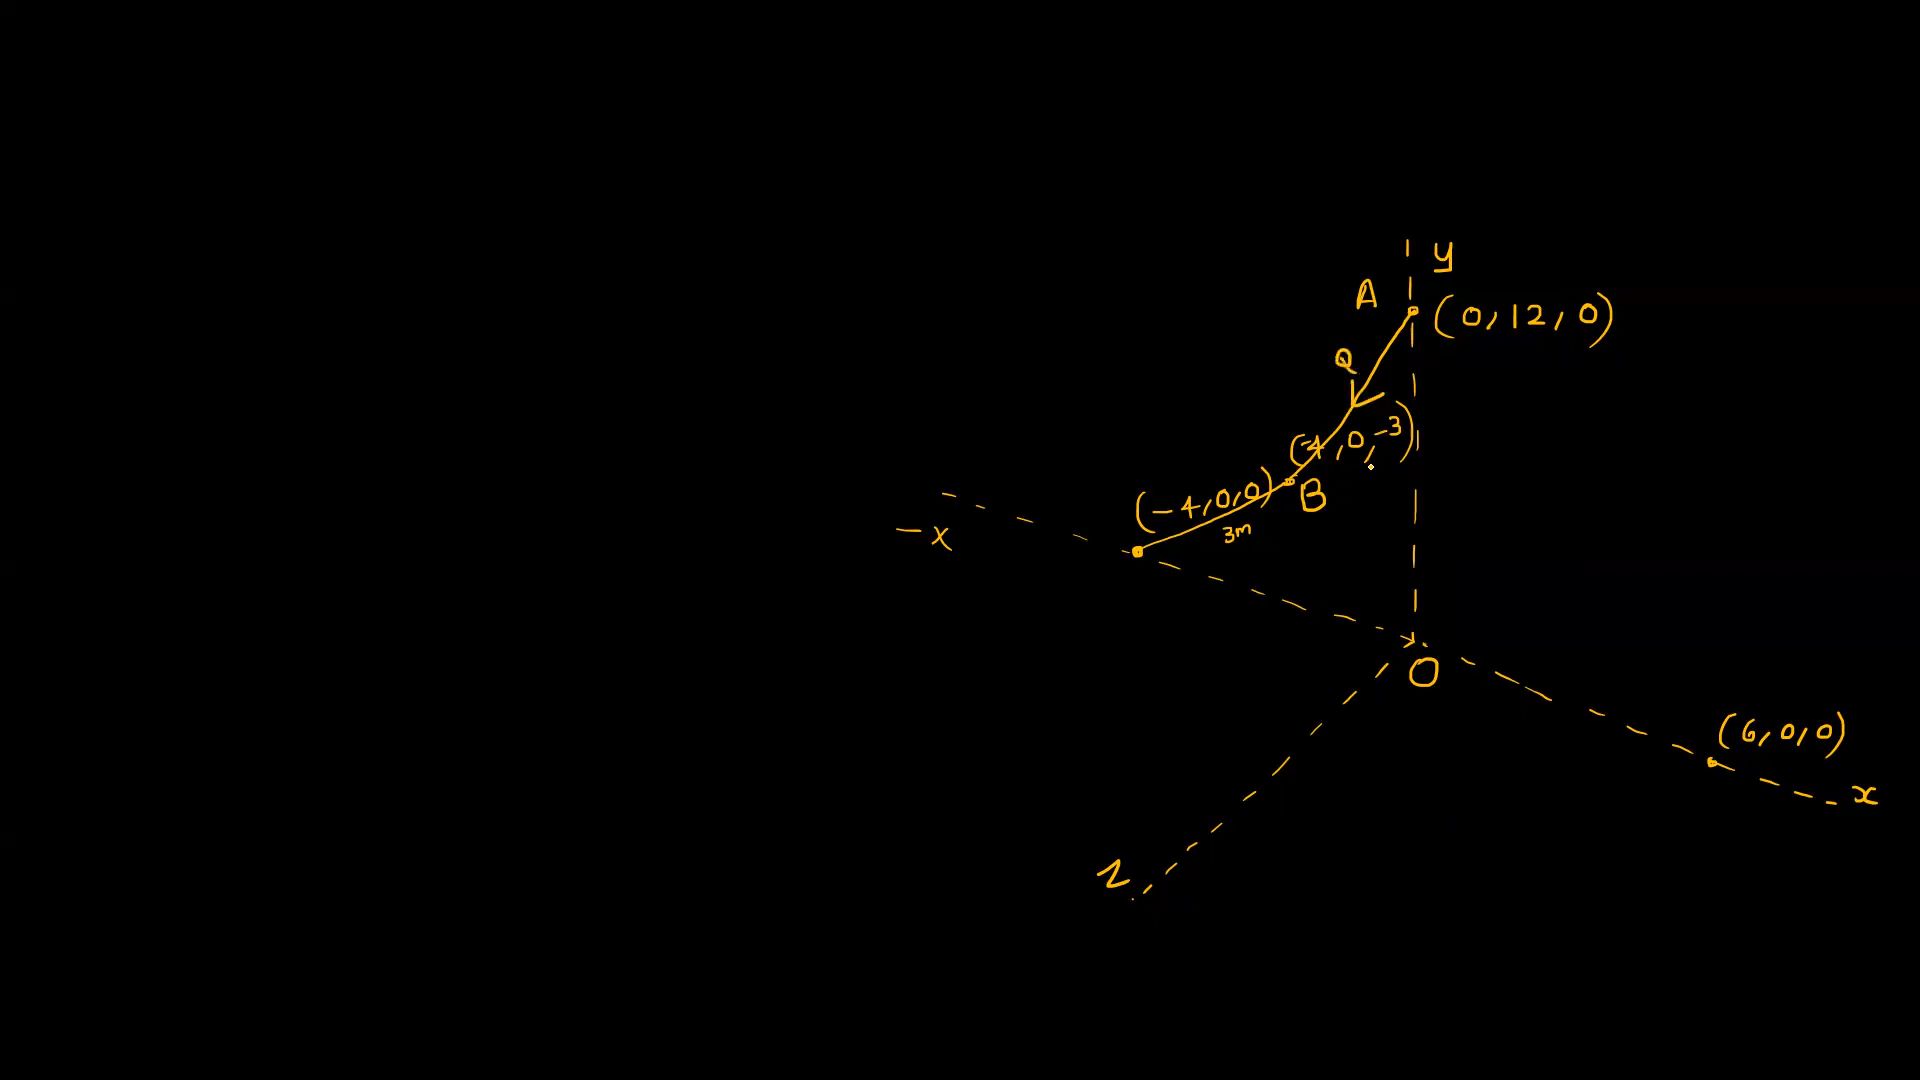 y
A
(0, 12, 0)
Q
(-4, 0, -3)
(-4, 0, 0)
B
3m
-x
O
(6, 0, 0)
x
z